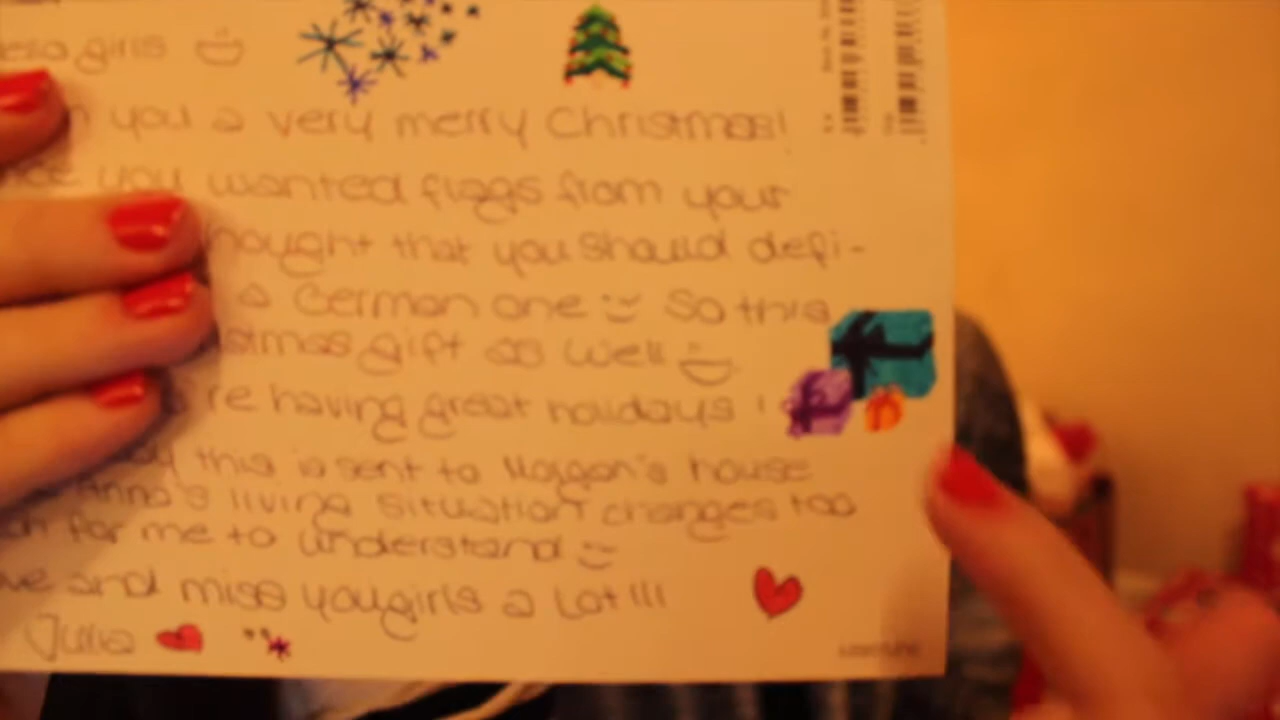 girls
you a very merry Christmas!
you wanted flags from your
thought that you should defi-
a German one :) So this
gift as well
're having great holidays!
this is sent to Maggan's house
Anna's living situation changes too
for me to understand :)
and miss you girls a lot!!!
Julia